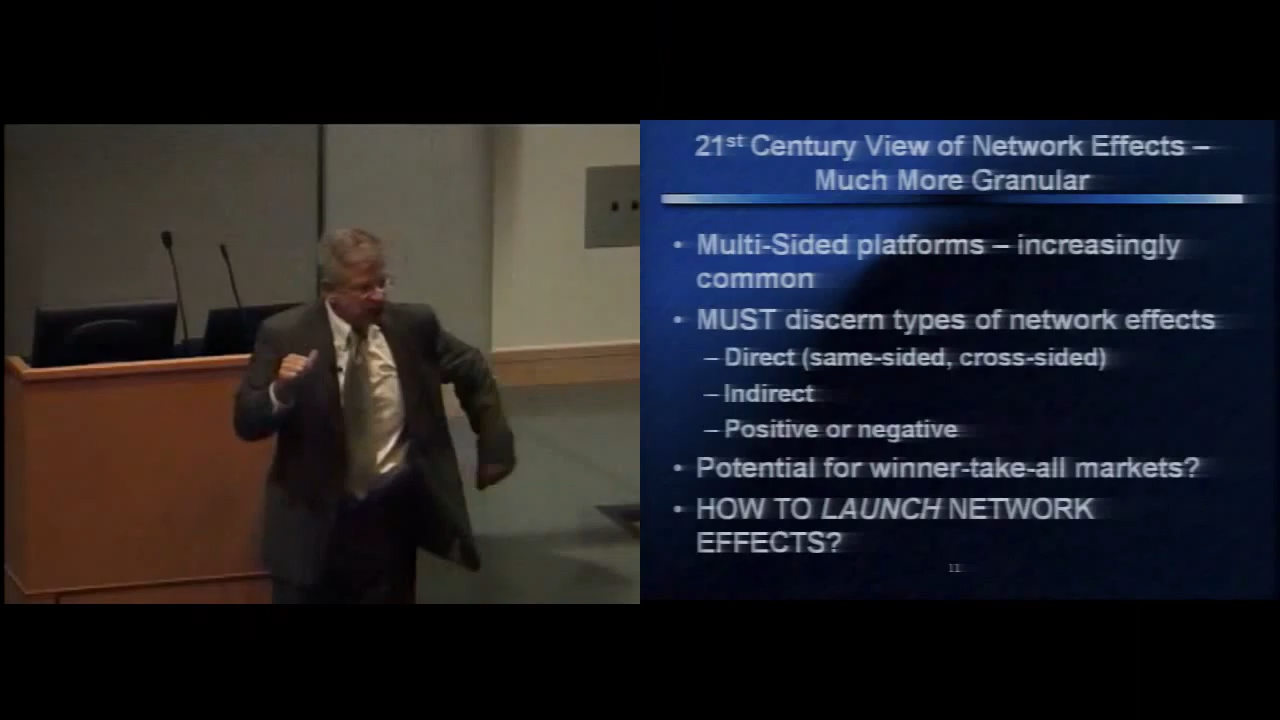 21st Century View of Network Effects –
Much More Granular
• Multi-Sided platforms – increasingly
common
• MUST discern types of network effects
– Direct (same-sided, cross-sided)
– Indirect
– Positive or negative
• Potential for winner-take-all markets?
• HOW TO LAUNCH NETWORK
EFFECTS?
11